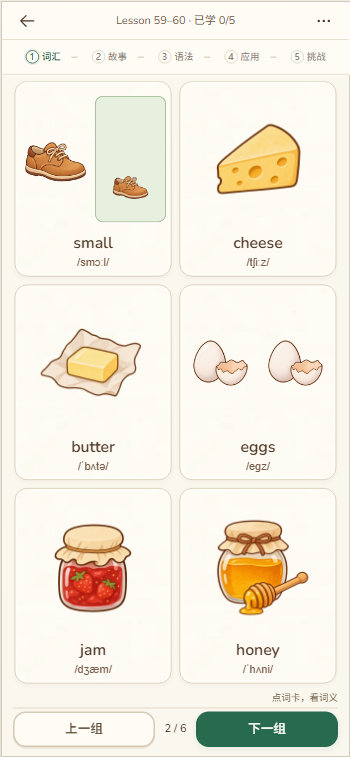 Lesson 59–60 · 已学 0/5
1 词汇 – 2 故事 – 3 语法 – 4 应用 – 5 挑战
small
/smɔːl/
cheese
/tʃiːz/
butter
/ˈbʌtə/
eggs
/egz/
jam
/dʒæm/
honey
/ˈhʌni/
点词卡，看词义
上一组
2 / 6
下一组